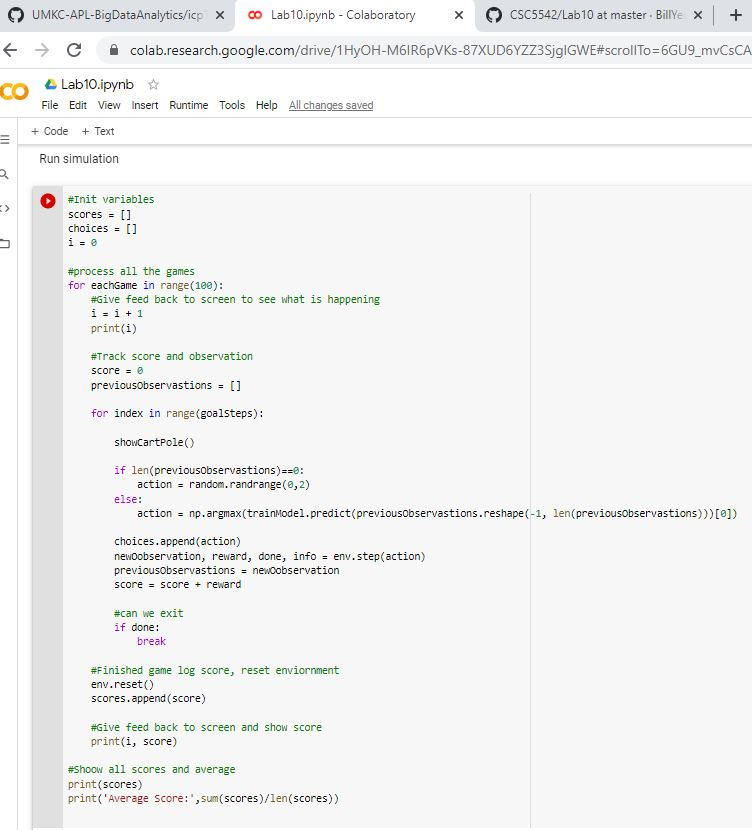 UMKC-APL-BigDataAnalytics/icp1
Lab10.ipynb - Colaboratory
CSC5542/Lab10 at master · BillYe
colab.research.google.com/drive/1HyOH-M6IR6pVKs-87XUD6YZZ3SjglGWE#scrollTo=6GU9_mvCsCA
Lab10.ipynb
File Edit View Insert Runtime Tools Help All changes saved
+ Code + Text
Run simulation
#Init variables
scores = []
choices = []
i = 0
#process all the games
for eachGame in range(100):
#Give feed back to screen to see what is happening
i = i + 1
print(i)
#Track score and observation
score = 0
previousObservastions = []
for index in range(goalSteps):
showCartPole()
if len(previousObservastions)==0:
action = random.randrange(0,2)
else:
action = np.argmax(trainModel.predict(previousObservastions.reshape(-1, len(previousObservastions)))[0])
choices.append(action)
newOobservation, reward, done, info = env.step(action)
previousObservastions = newOobservation
score = score + reward
#can we exit
if done:
break
#Finished game log score, reset enviornment
env.reset()
scores.append(score)
#Give feed back to screen and show score
print(i, score)
#Shoow all scores and average
print(scores)
print('Average Score:',sum(scores)/len(scores))